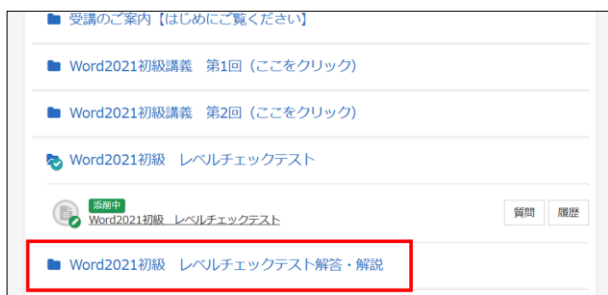 受講のご案内【はじめにご覧ください】
Word2021初級講義　第1回（ここをクリック）
Word2021初級講義　第2回（ここをクリック）
Word2021初級　レベルチェックテスト
添削中
Word2021初級　レベルチェックテスト
質問
履歴
Word2021初級　レベルチェックテスト解答・解説